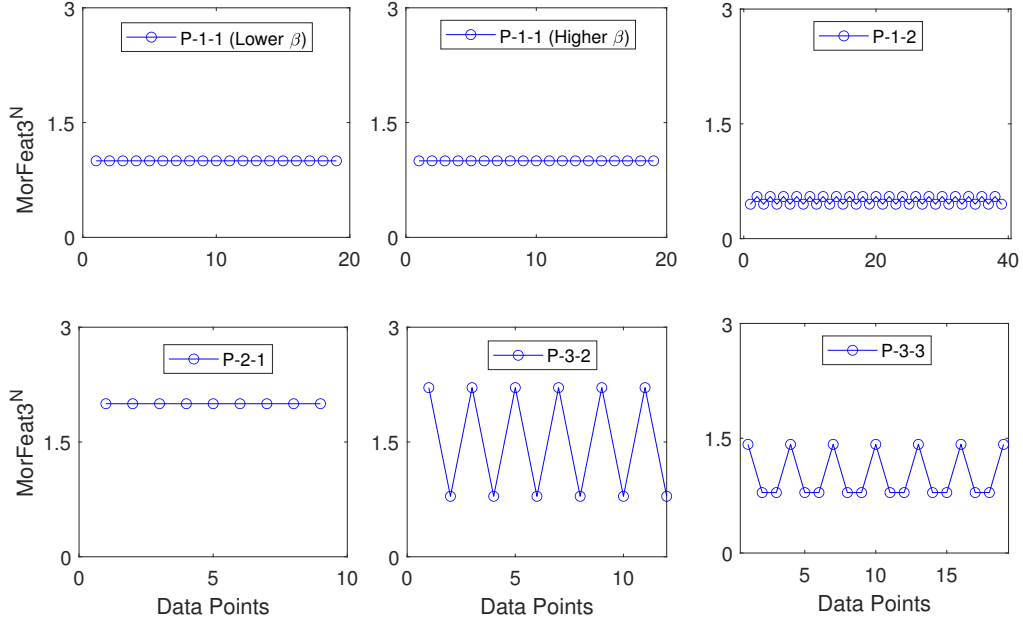 3
P-1-1 (Lower β)
MorFeat3^N
1.5
0
0 10 20
3
P-1-1 (Higher β)
1.5
0
0 10 20
3
P-1-2
1.5
0
0 20 40
3
P-2-1
MorFeat3^N
1.5
0
0 5 10
Data Points
3
P-3-2
1.5
0
5 10
Data Points
3
P-3-3
1.5
0
5 10 15
Data Points